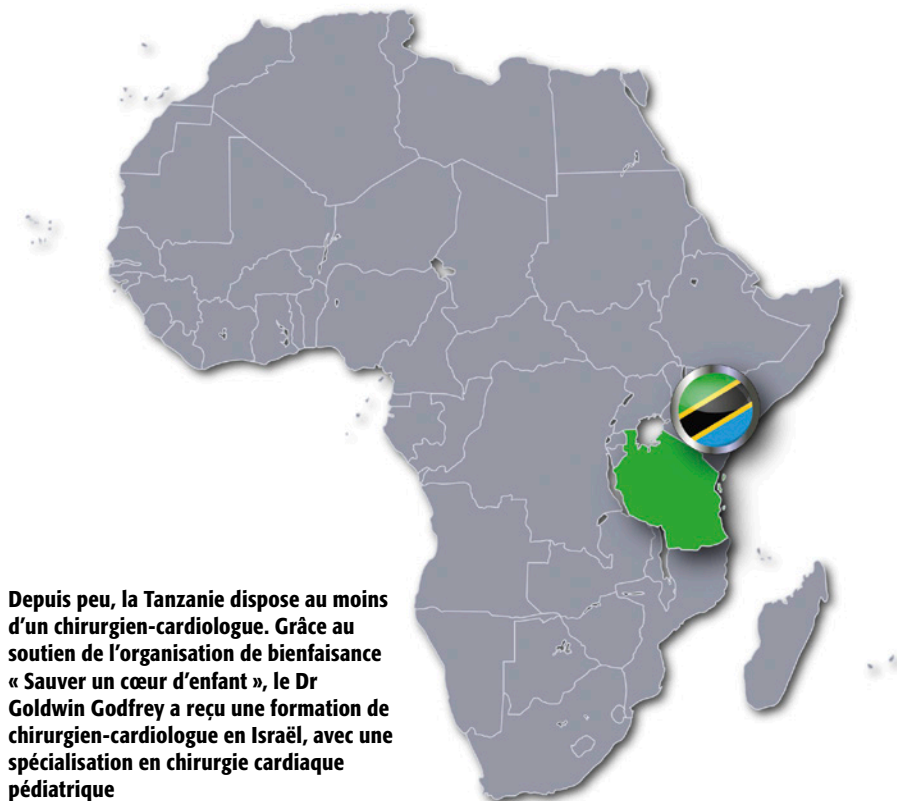 Depuis peu, la Tanzanie dispose au moins
d’un chirurgien-cardiologue. Grâce au
soutien de l’organisation de bienfaisance
« Sauver un cœur d’enfant », le Dr
Goldwin Godfrey a reçu une formation de
chirurgien-cardiologue en Israël, avec une
spécialisation en chirurgie cardiaque
pédiatrique